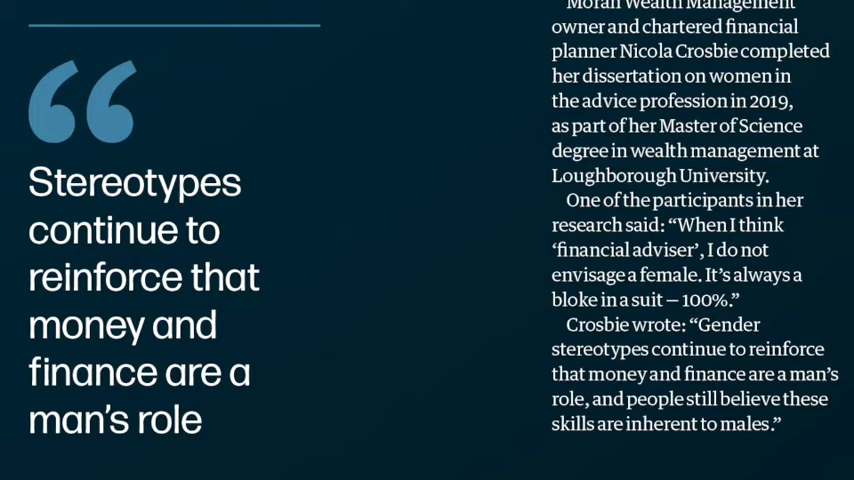 Stereotypes
continue to
reinforce that
money and
finance are a
man's role
Moran Wealth Management
owner and chartered financial
planner Nicola Crosbie completed
her dissertation on women in
the advice profession in 2019,
as part of her Master of Science
degree in wealth management at
Loughborough University.
One of the participants in her
research said: “When I think
‘financial adviser’, I do not
envisage a female. It’s always a
bloke in a suit — 100%.”
Crosbie wrote: “Gender
stereotypes continue to reinforce
that money and finance are a man’s
role, and people still believe these
skills are inherent to males.”